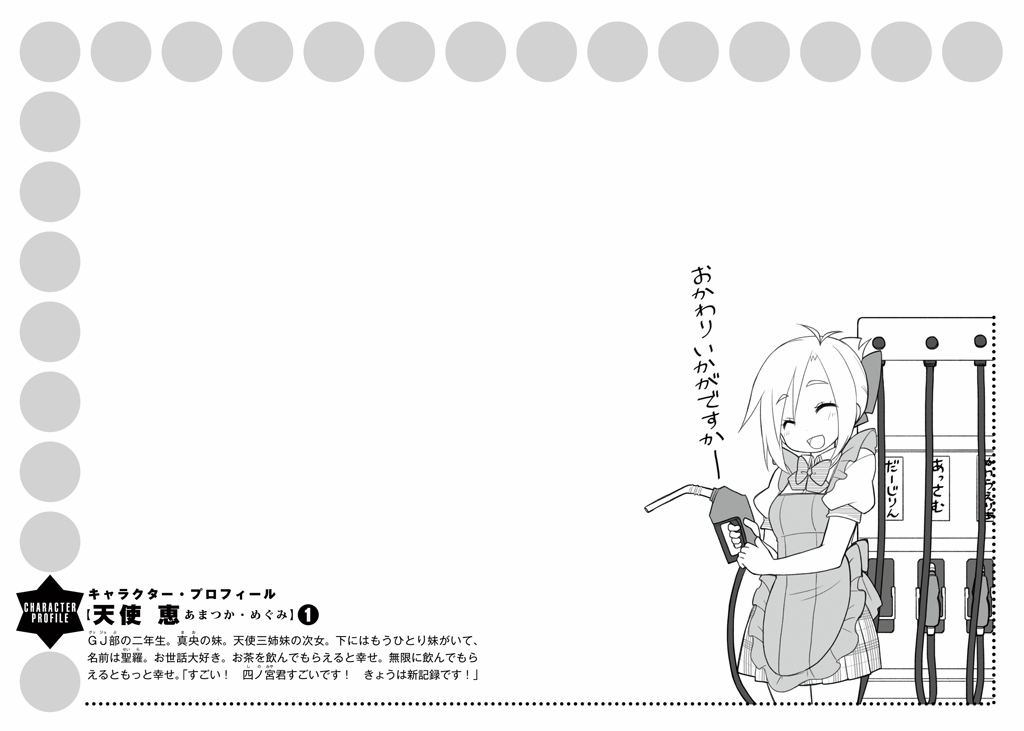 おかわりいかがですかー
だーじりん
あっさむ
CHARACTER
PROFILE
キャラクター・プロフィール
【天使 恵 あまつか・めぐみ】❶
GJ部の二年生。真央の妹。天使三姉妹の次女。下にはもうひとり妹がいて、
名前は聖羅。お世話大好き。お茶を飲んでもらえると幸せ。無限に飲んでもら
えるともっと幸せ。「すごい！　四ノ宮君すごいです！　きょうは新記録です！」